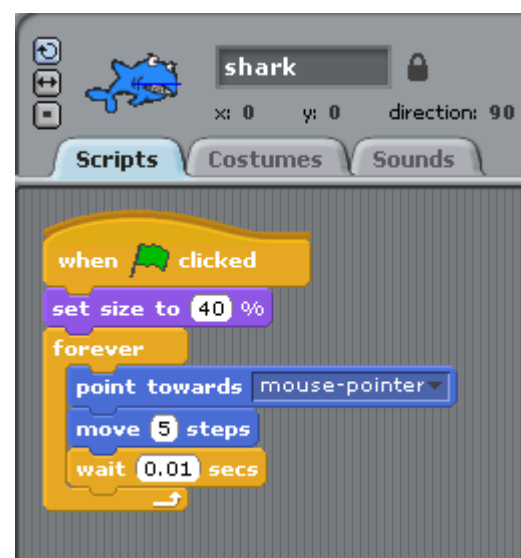 shark
x: 0 y: 0 direction: 90
Scripts Costumes Sounds
when clicked
set size to 40 %
forever
point towards mouse-pointer
move 5 steps
wait 0.01 secs